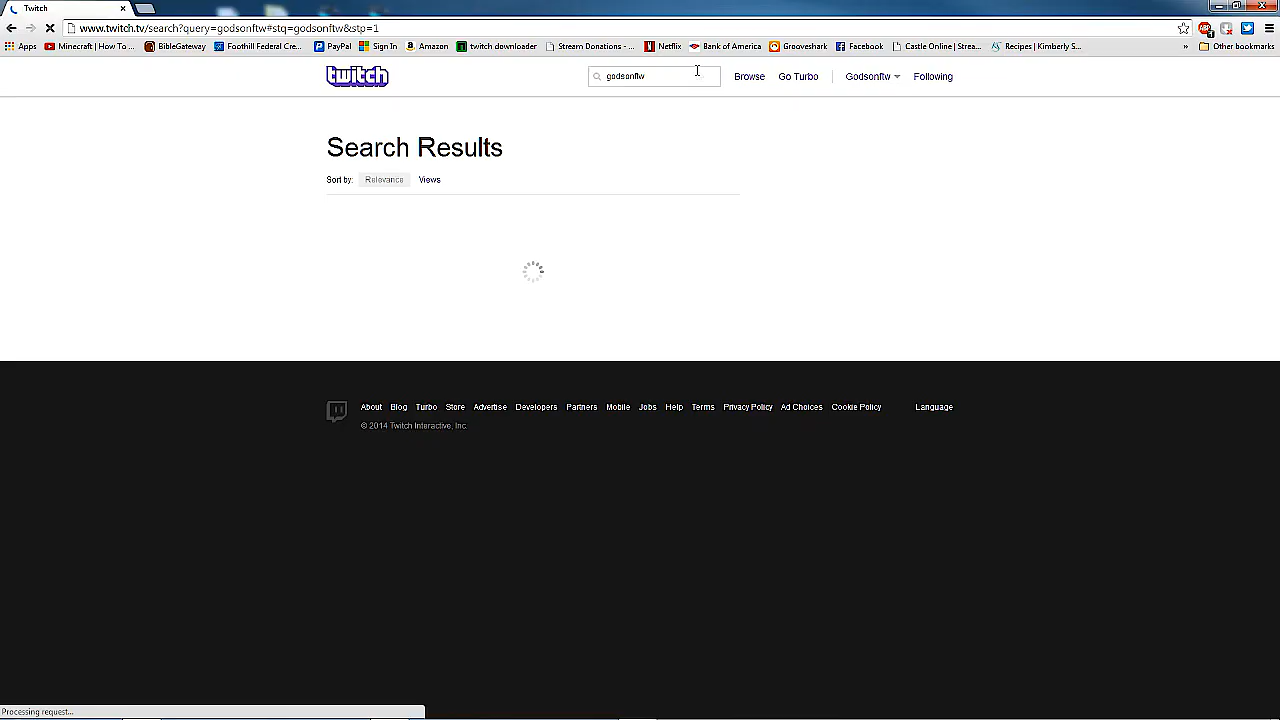 Twitch
www.twitch.tv/search?query=godsonftw#stq=godsonftw&stp=1
Apps Minecraft | How To ... BibleGateway Foothill Federal Cre... PayPal Sign In Amazon twitch downloader Stream Donations - ... Netflix Bank of America Grooveshark Facebook Castle Online | Strea... Recipes | Kimberly S... » Other bookmarks
twitch godsonftw Browse Go Turbo Godsonftw Following
Search Results
Sort by: Relevance Views
About Blog Turbo Store Advertise Developers Partners Mobile Jobs Help Terms Privacy Policy Ad Choices Cookie Policy Language
© 2014 Twitch Interactive, Inc.
Processing request...